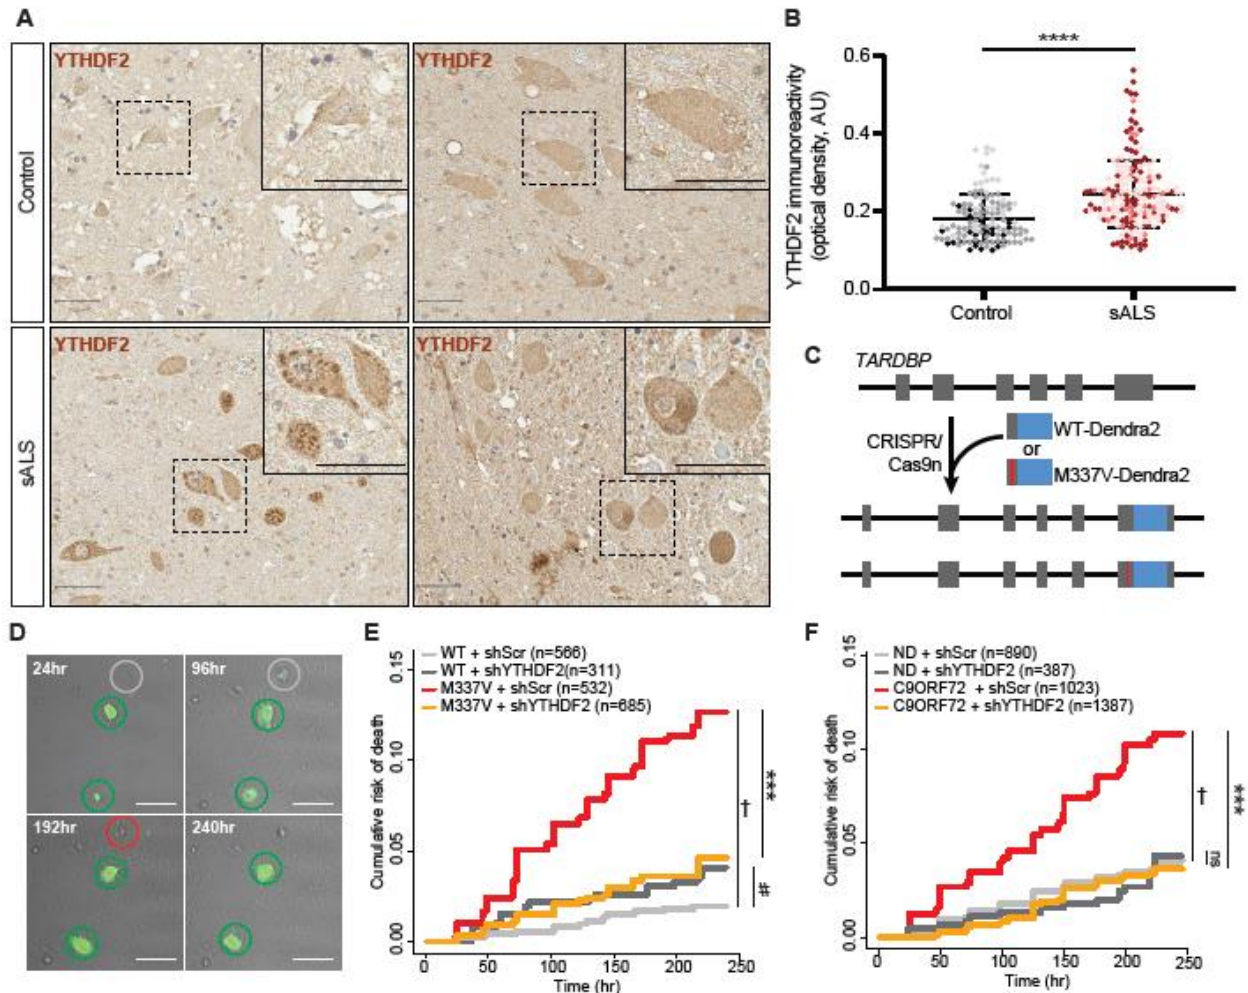 A
Control
YTHDF2
YTHDF2
sALS
YTHDF2
YTHDF2
B
****
YTHDF2 immunoreactivity
(optical density, AU)
0.6
0.4
0.2
0.0
Control
sALS
C
TARDBP
CRISPR/
Cas9n
WT-Dendra2
or
M337V-Dendra2
D
24hr
96hr
192hr
240hr
E
WT + shScr (n=566)
WT + shYTHDF2(n=311)
M337V + shScr (n=532)
M337V + shYTHDF2 (n=685)
Cumulative risk of death
0.15
0.10
0.05
0.00
0
50
100
150
200
250
Time (hr)
†
***
#
F
ND + shScr (n=890)
ND + shYTHDF2 (n=387)
C9ORF72 + shScr (n=1023)
C9ORF72 + shYTHDF2 (n=1387)
Cumulative risk of death
0.15
0.10
0.05
0.00
0
50
100
150
200
250
Time (hr)
†
***
ns